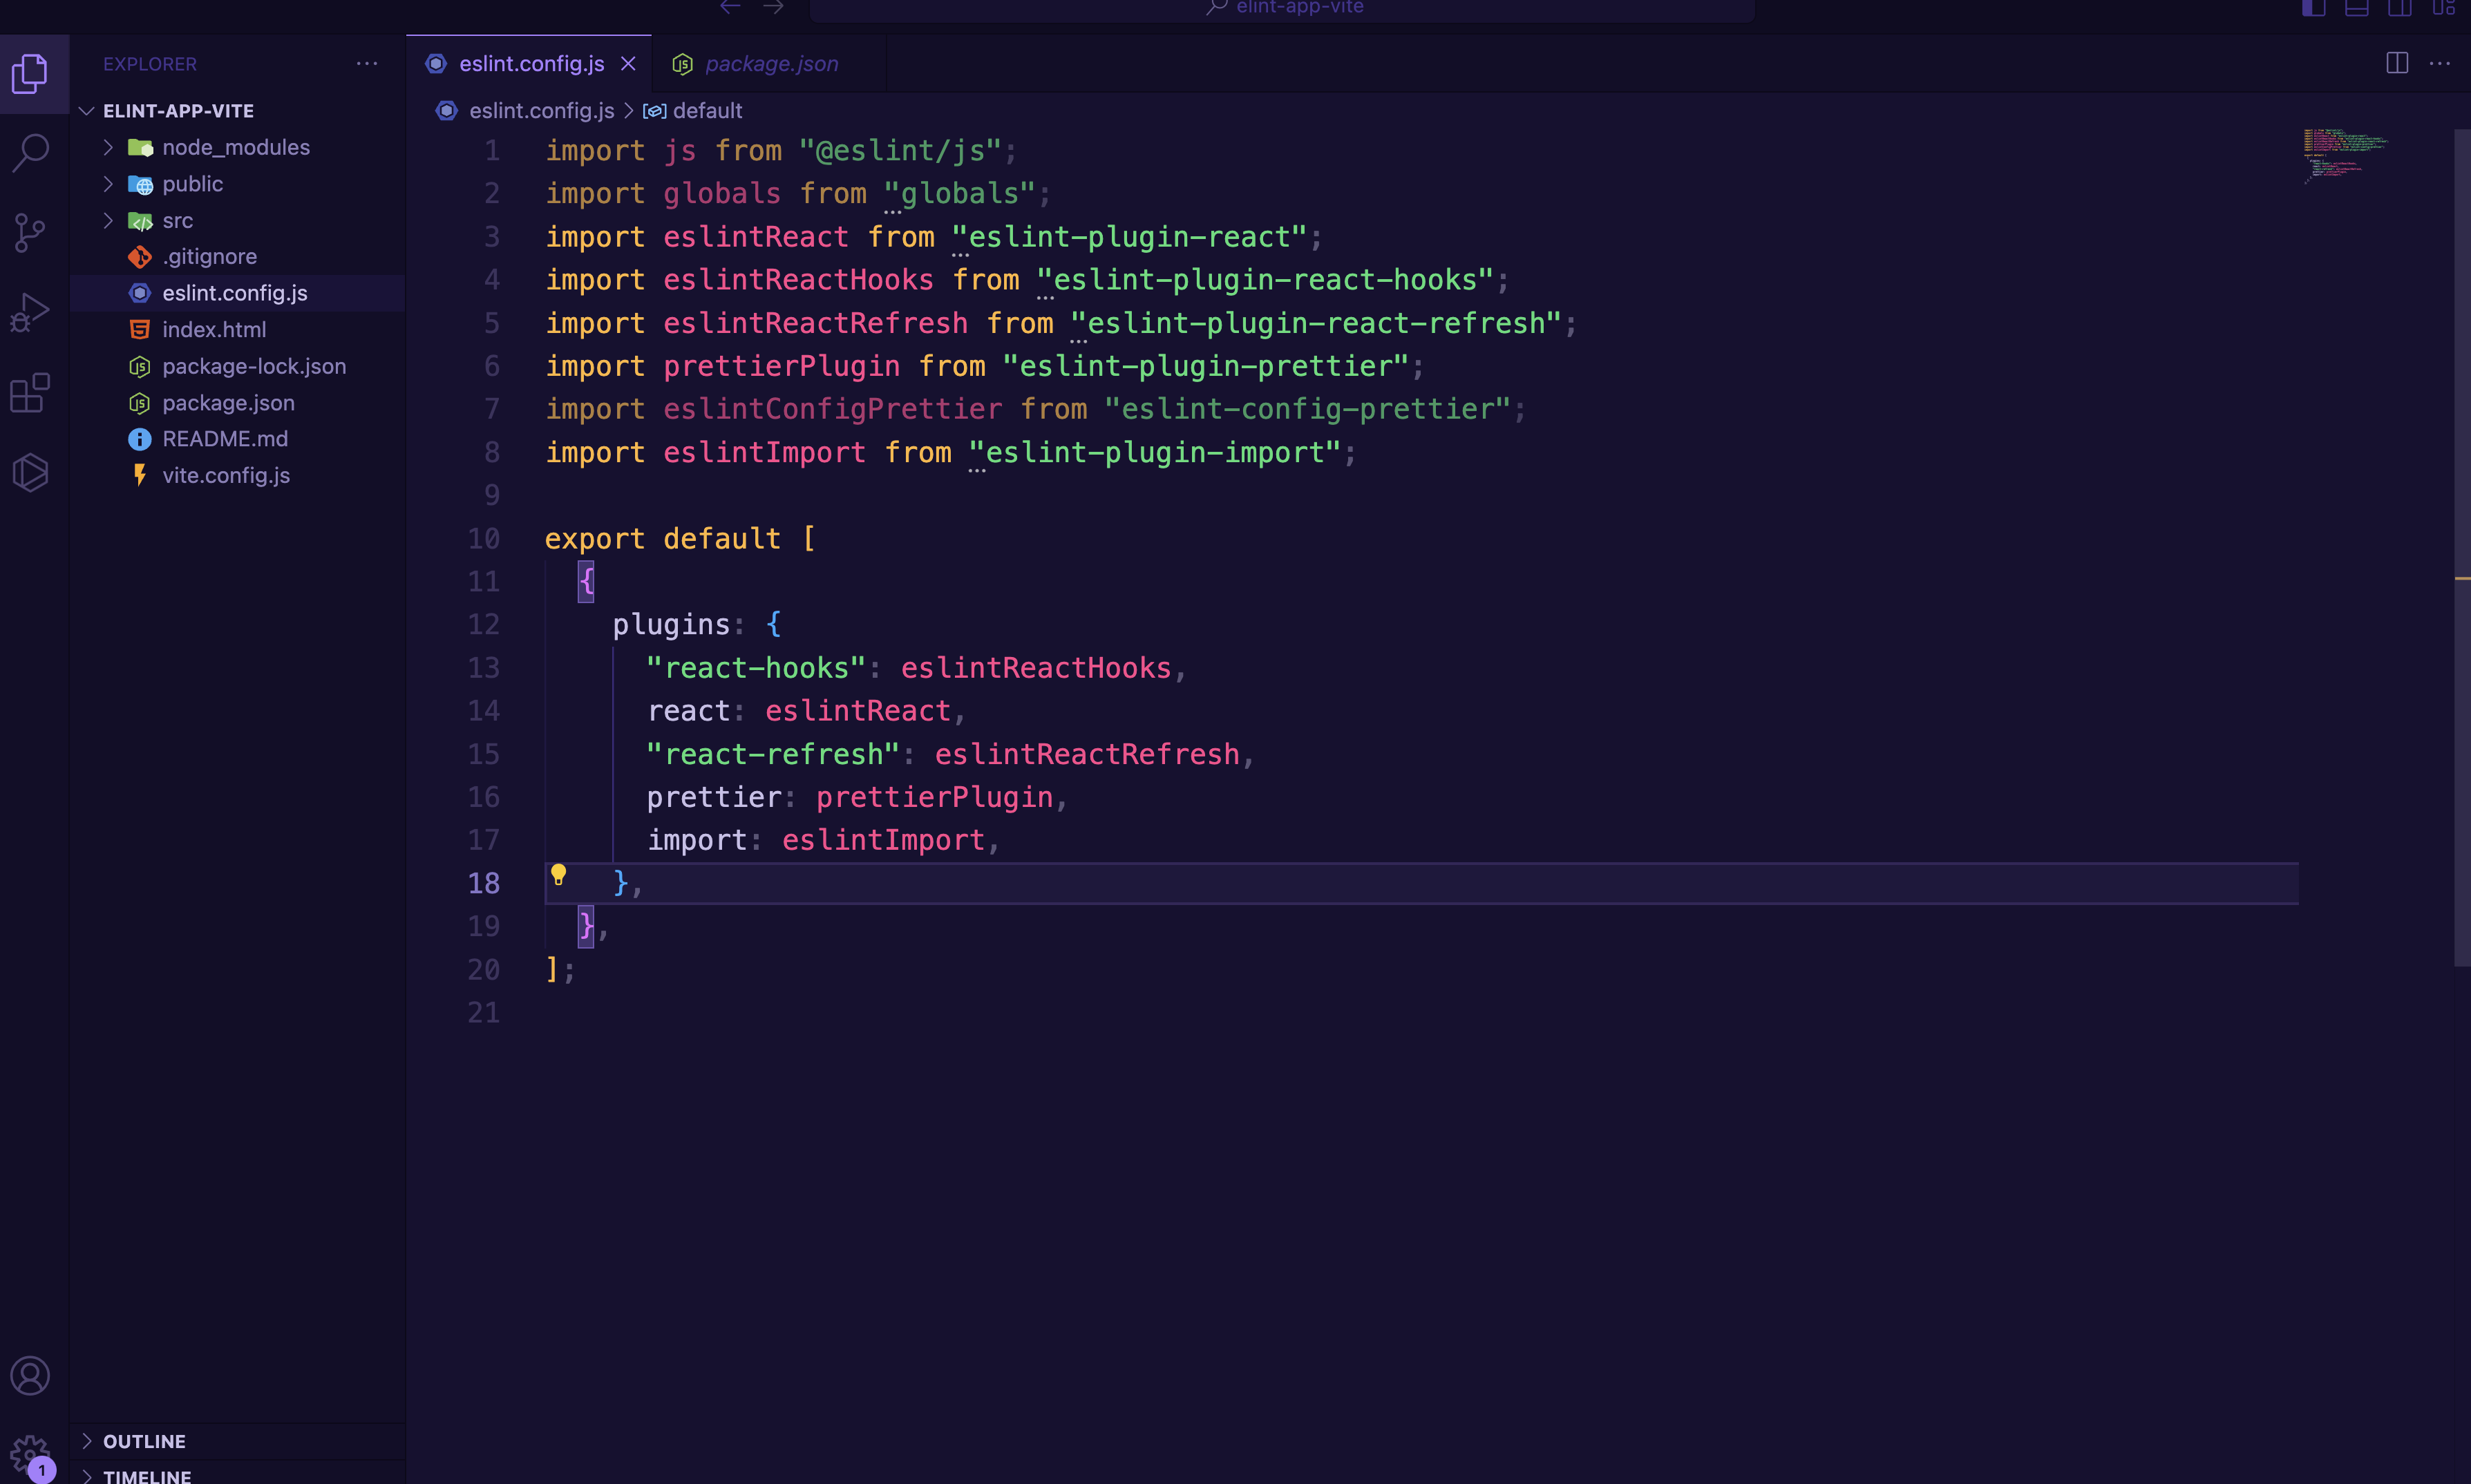 elint-app-vite
EXPLORER
ELINT-APP-VITE
node_modules
public
src
.gitignore
eslint.config.js
index.html
package-lock.json
package.json
README.md
vite.config.js
OUTLINE
TIMELINE
1
eslint.config.js
package.json
eslint.config.js > default
1 import js from "@eslint/js";
2 import globals from "globals";
3 import eslintReact from "eslint-plugin-react";
4 import eslintReactHooks from "eslint-plugin-react-hooks";
5 import eslintReactRefresh from "eslint-plugin-react-refresh";
6 import prettierPlugin from "eslint-plugin-prettier";
7 import eslintConfigPrettier from "eslint-config-prettier";
8 import eslintImport from "eslint-plugin-import";
9
10 export default [
11 {
12 plugins: {
13 "react-hooks": eslintReactHooks,
14 react: eslintReact,
15 "react-refresh": eslintReactRefresh,
16 prettier: prettierPlugin,
17 import: eslintImport,
18 },
19 },
20 ];
21